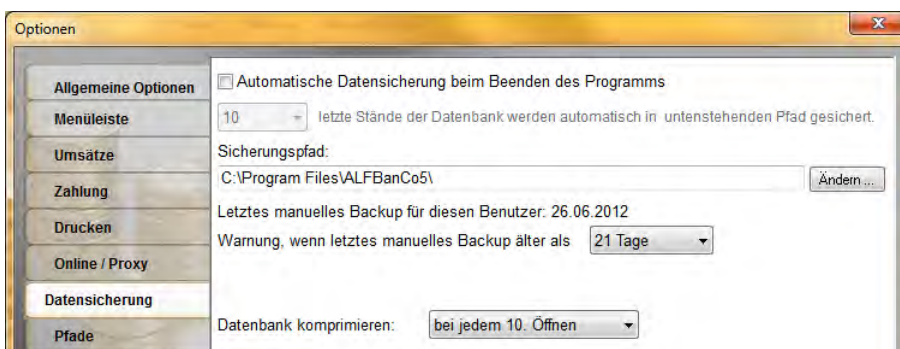 Optionen
Allgemeine Optionen
Menüleiste
Umsätze
Zahlung
Drucken
Online / Proxy
Datensicherung
Pfade
Automatische Datensicherung beim Beenden des Programms
10 letzte Stände der Datenbank werden automatisch in untenstehenden Pfad gesichert.
Sicherungspfad:
C:\Program Files\ALFBanCo5\ Ändern ...
Letztes manuelles Backup für diesen Benutzer: 26.06.2012
Warnung, wenn letztes manuelles Backup älter als 21 Tage
Datenbank komprimieren: bei jedem 10. Öffnen